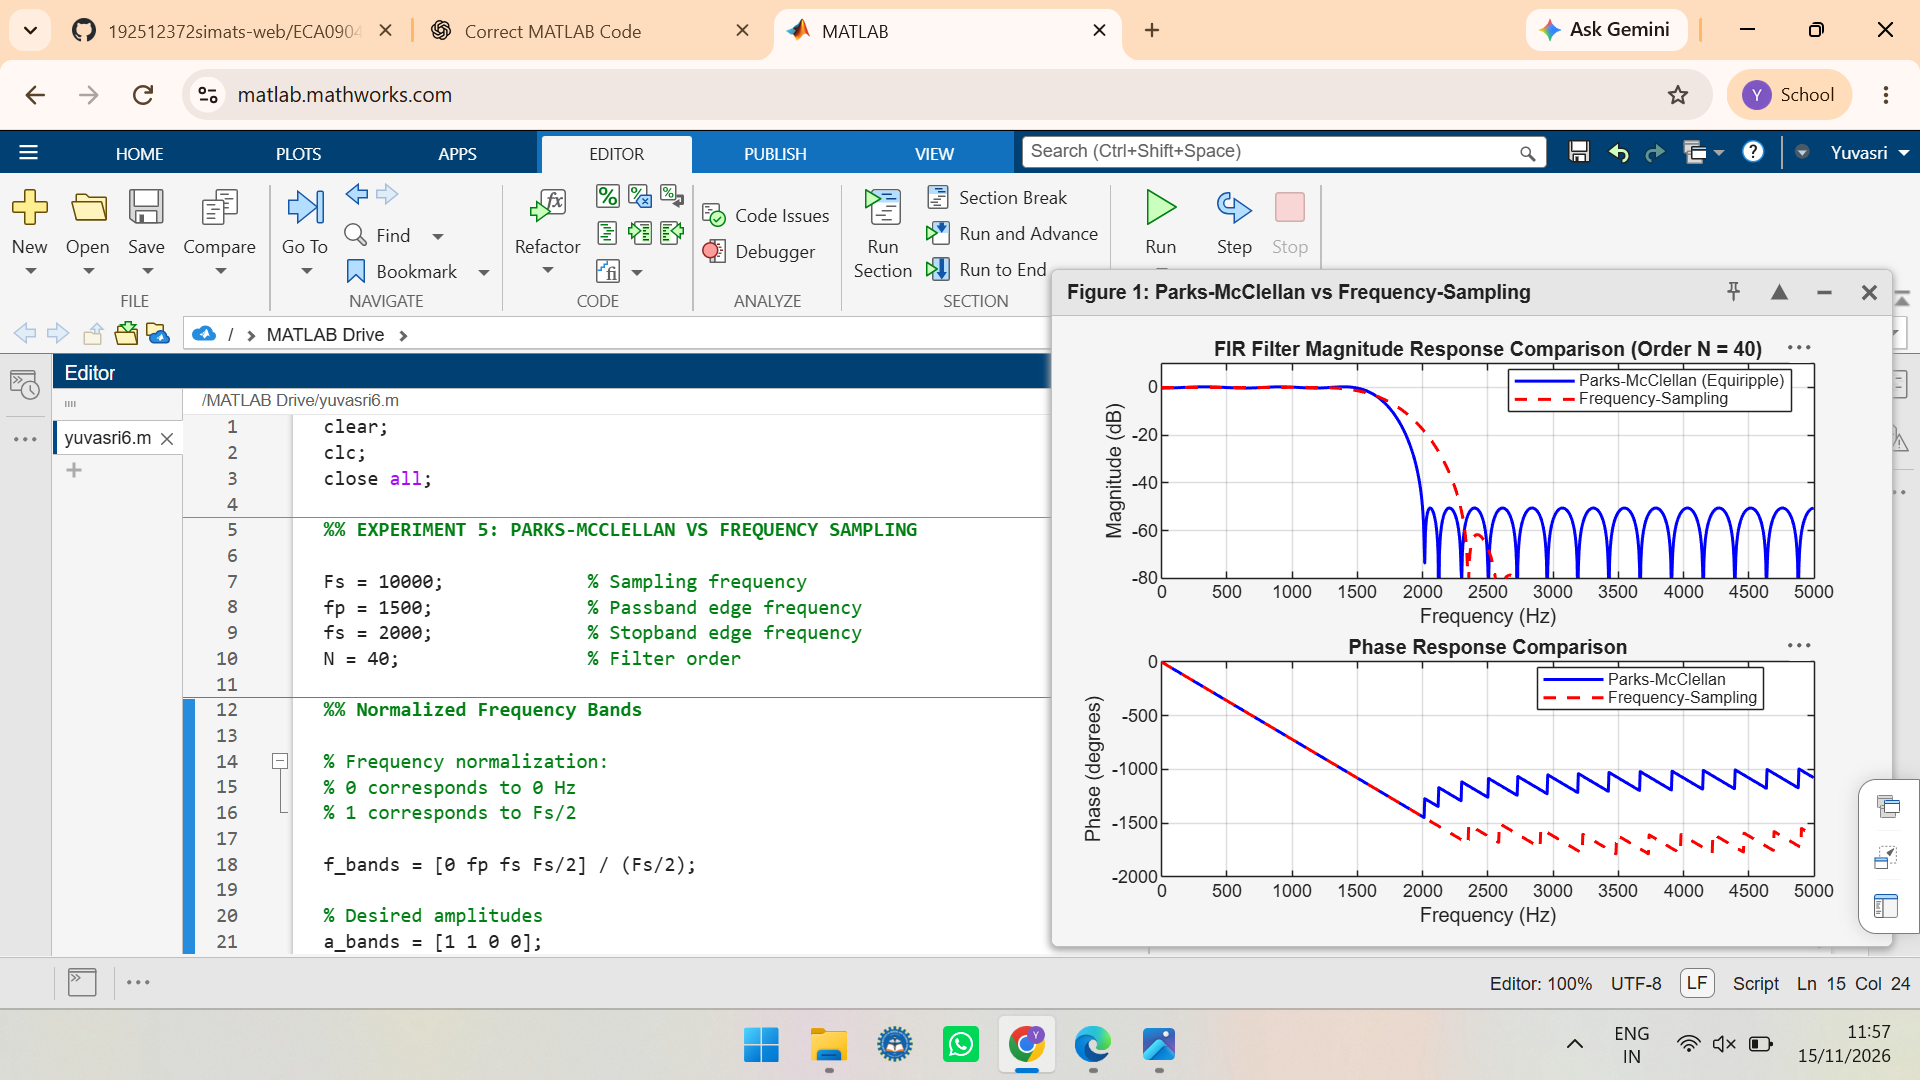 192512372simats-web/ECA0904
Correct MATLAB Code
MATLAB
Ask Gemini
matlab.mathworks.com
Y School
HOME PLOTS APPS EDITOR PUBLISH VIEW
Search (Ctrl+Shift+Space)
Yuvasri
New Open Save Compare
FILE
Go To Find Bookmark
NAVIGATE
Refactor
CODE
Code Issues
Debugger
ANALYZE
Run Section
Section Break
Run and Advance
Run to End
SECTION
Run Step Stop
/ MATLAB Drive
Editor
yuvasri6.m
/MATLAB Drive/yuvasri6.m
1 clear;
2 clc;
3 close all;
4
5 %% EXPERIMENT 5: PARKS-MCCLELLAN VS FREQUENCY SAMPLING
6
7 Fs = 10000; % Sampling frequency
8 fp = 1500; % Passband edge frequency
9 fs = 2000; % Stopband edge frequency
10 N = 40; % Filter order
11
12 %% Normalized Frequency Bands
13
14 % Frequency normalization:
15 % 0 corresponds to 0 Hz
16 % 1 corresponds to Fs/2
17
18 f_bands = [0 fp fs Fs/2] / (Fs/2);
19
20 % Desired amplitudes
21 a_bands = [1 1 0 0];
Figure 1: Parks-McClellan vs Frequency-Sampling
FIR Filter Magnitude Response Comparison (Order N = 40)
Parks-McClellan (Equiripple)
Frequency-Sampling
Magnitude (dB)
0
-20
-40
-60
-80
0 500 1000 1500 2000 2500 3000 3500 4000 4500 5000
Frequency (Hz)
Phase Response Comparison
Parks-McClellan
Frequency-Sampling
Phase (degrees)
0
-500
-1000
-1500
-2000
0 500 1000 1500 2000 2500 3000 3500 4000 4500 5000
Frequency (Hz)
Editor: 100% UTF-8 LF Script Ln 15 Col 24
ENG
IN
11:57
15/11/2026